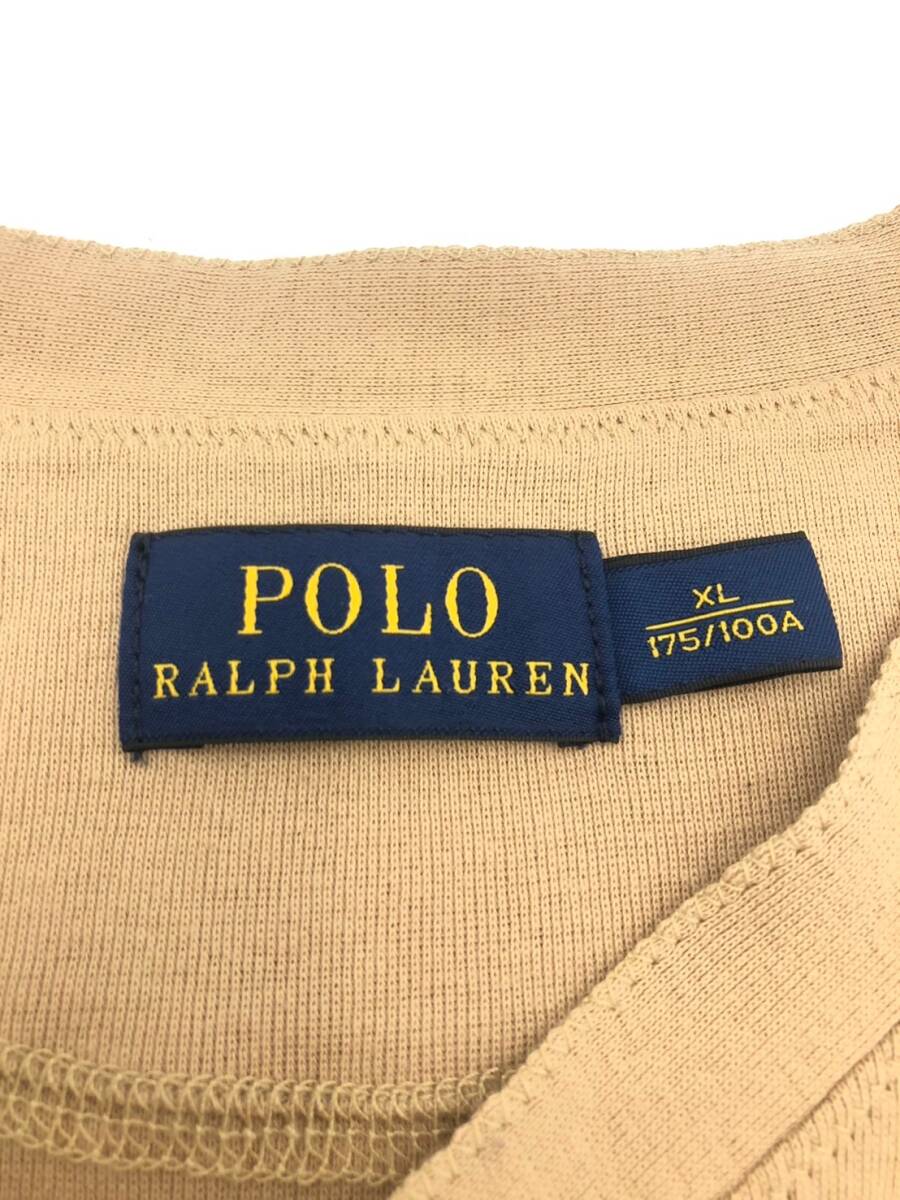 POLO
RALPH LAUREN
XL
175/100A